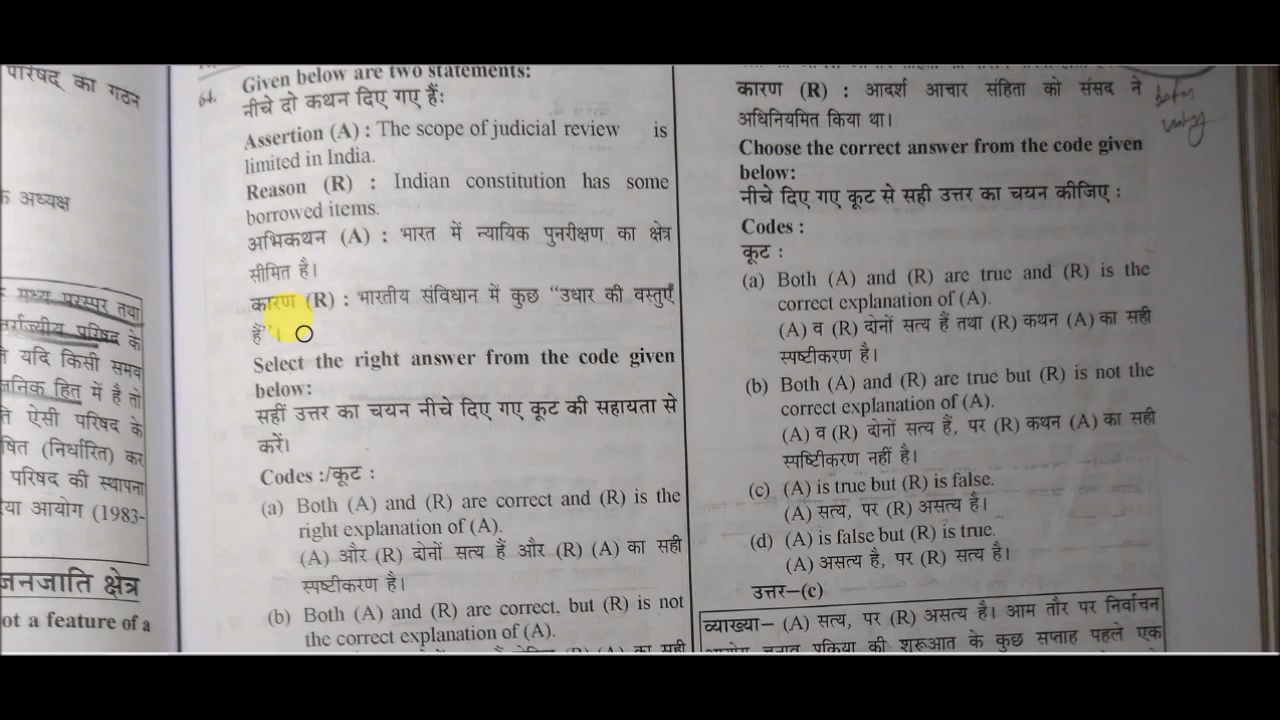 परिषद् का गठन
के अध्यक्ष
के मध्य परस्पर तथा
अन्तर्राज्यीय परिषद के
यदि किसी समय
हित में है तो
ऐसी परिषद के
(निर्धारित) कर
परिषद की स्थापना
आयोग (1983-
जनजाति क्षेत्र
ot a feature of a
64. Given below are two statements:
नीचे दो कथन दिए गए हैं:
Assertion (A) : The scope of judicial review is
limited in India.
Reason (R) : Indian constitution has some
borrowed items.
अभिकथन (A) : भारत में न्यायिक पुनरीक्षण का क्षेत्र
सीमित है।
कारण (R) : भारतीय संविधान में कुछ "उधार की वस्तुएँ
हैं"।
Select the right answer from the code given
below:
सहीं उत्तर का चयन नीचे दिए गए कूट की सहायता से
करें।
Codes :/कूट :
(a) Both (A) and (R) are correct and (R) is the
right explanation of (A).
(A) और (R) दोनों सत्य हैं और (R) (A) का सही
स्पष्टीकरण है।
(b) Both (A) and (R) are correct, but (R) is not
the correct explanation of (A).
(R) (A) का सही
कारण (R) : आदर्श आचार संहिता को संसद ने
अधिनियमित किया था।
Choose the correct answer from the code given
below:
नीचे दिए गए कूट से सही उत्तर का चयन कीजिए :
Codes :
कूट :
(a) Both (A) and (R) are true and (R) is the
correct explanation of (A).
(A) व (R) दोनों सत्य हैं तथा (R) कथन (A) का सही
स्पष्टीकरण है।
(b) Both (A) and (R) are true but (R) is not the
correct explanation of (A).
(A) व (R) दोनों सत्य हैं, पर (R) कथन (A) का सही
स्पष्टिीकरण नहीं है।
(c) (A) is true but (R) is false.
(A) सत्य, पर (R) असत्य है।
(d) (A) is false but (R) is true.
(A) असत्य है, पर (R) सत्य है।
उत्तर–(c)
व्याख्या– (A) सत्य, पर (R) असत्य है। आम तौर पर निर्वाचन
आयोग चुनाव प्रक्रिया की शुरूआत के कुछ सप्ताह पहले एक